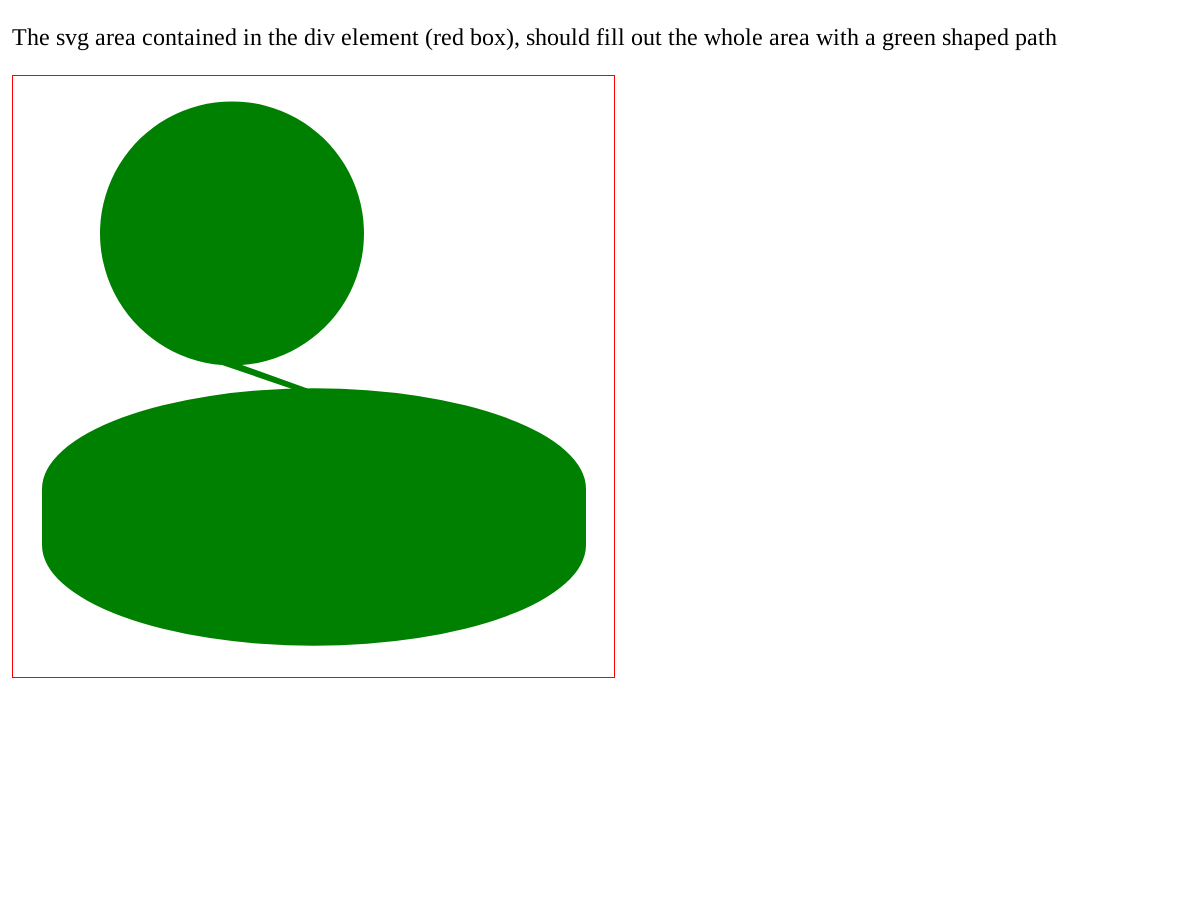 The svg area contained in the div element (red box), should fill out the whole area with a green shaped path